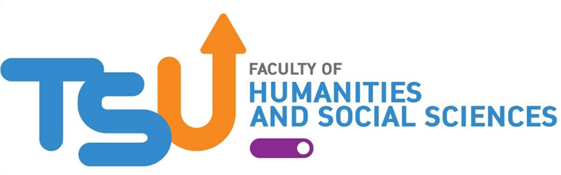 TSU
FACULTY OF
HUMANITIES
AND SOCIAL SCIENCES